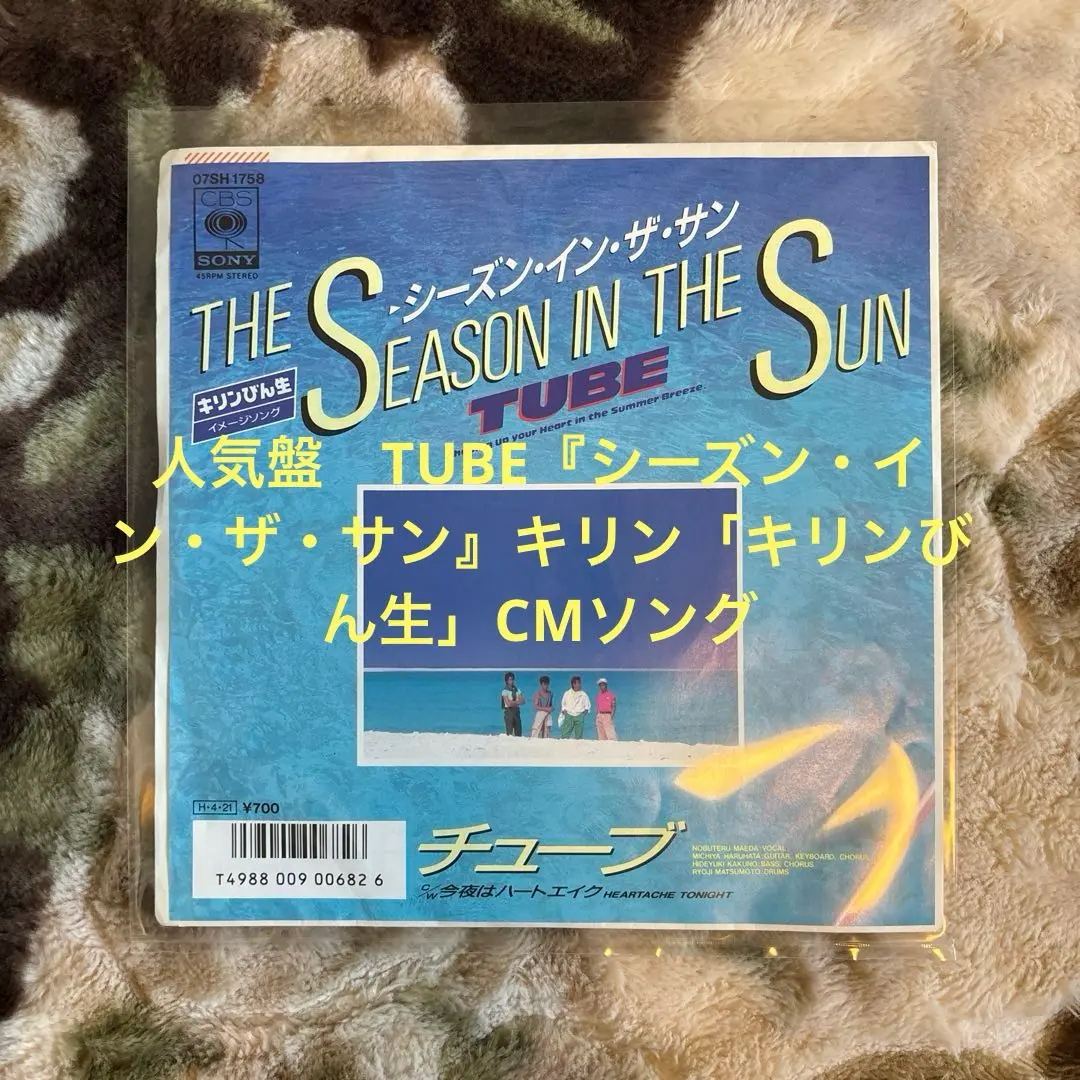 07SH1758
CBS
SONY
45RPM STEREO
シーズン・イン・ザ・サン
THE SEASON IN THE SUN
キリンびん生
イメージソング
TUBE
up your Heart in the Summer Breeze.
人気盤　TUBE『シーズン・イ
ン・ザ・サン』キリン「キリンび
ん生」CMソング
H・4・21 ¥700
T4988 009 00682 6
チューブ
NOBUTERU MAEDA:VOCAL
MICHIYA HARUHATA:GUITAR, KEYBOARD, CHORUS
HIDEYUKI KAKUNO:BASS, CHORUS
RYOJI MATSUMOTO:DRUMS
c/w 今夜はハートエイク HEARTACHE TONIGHT